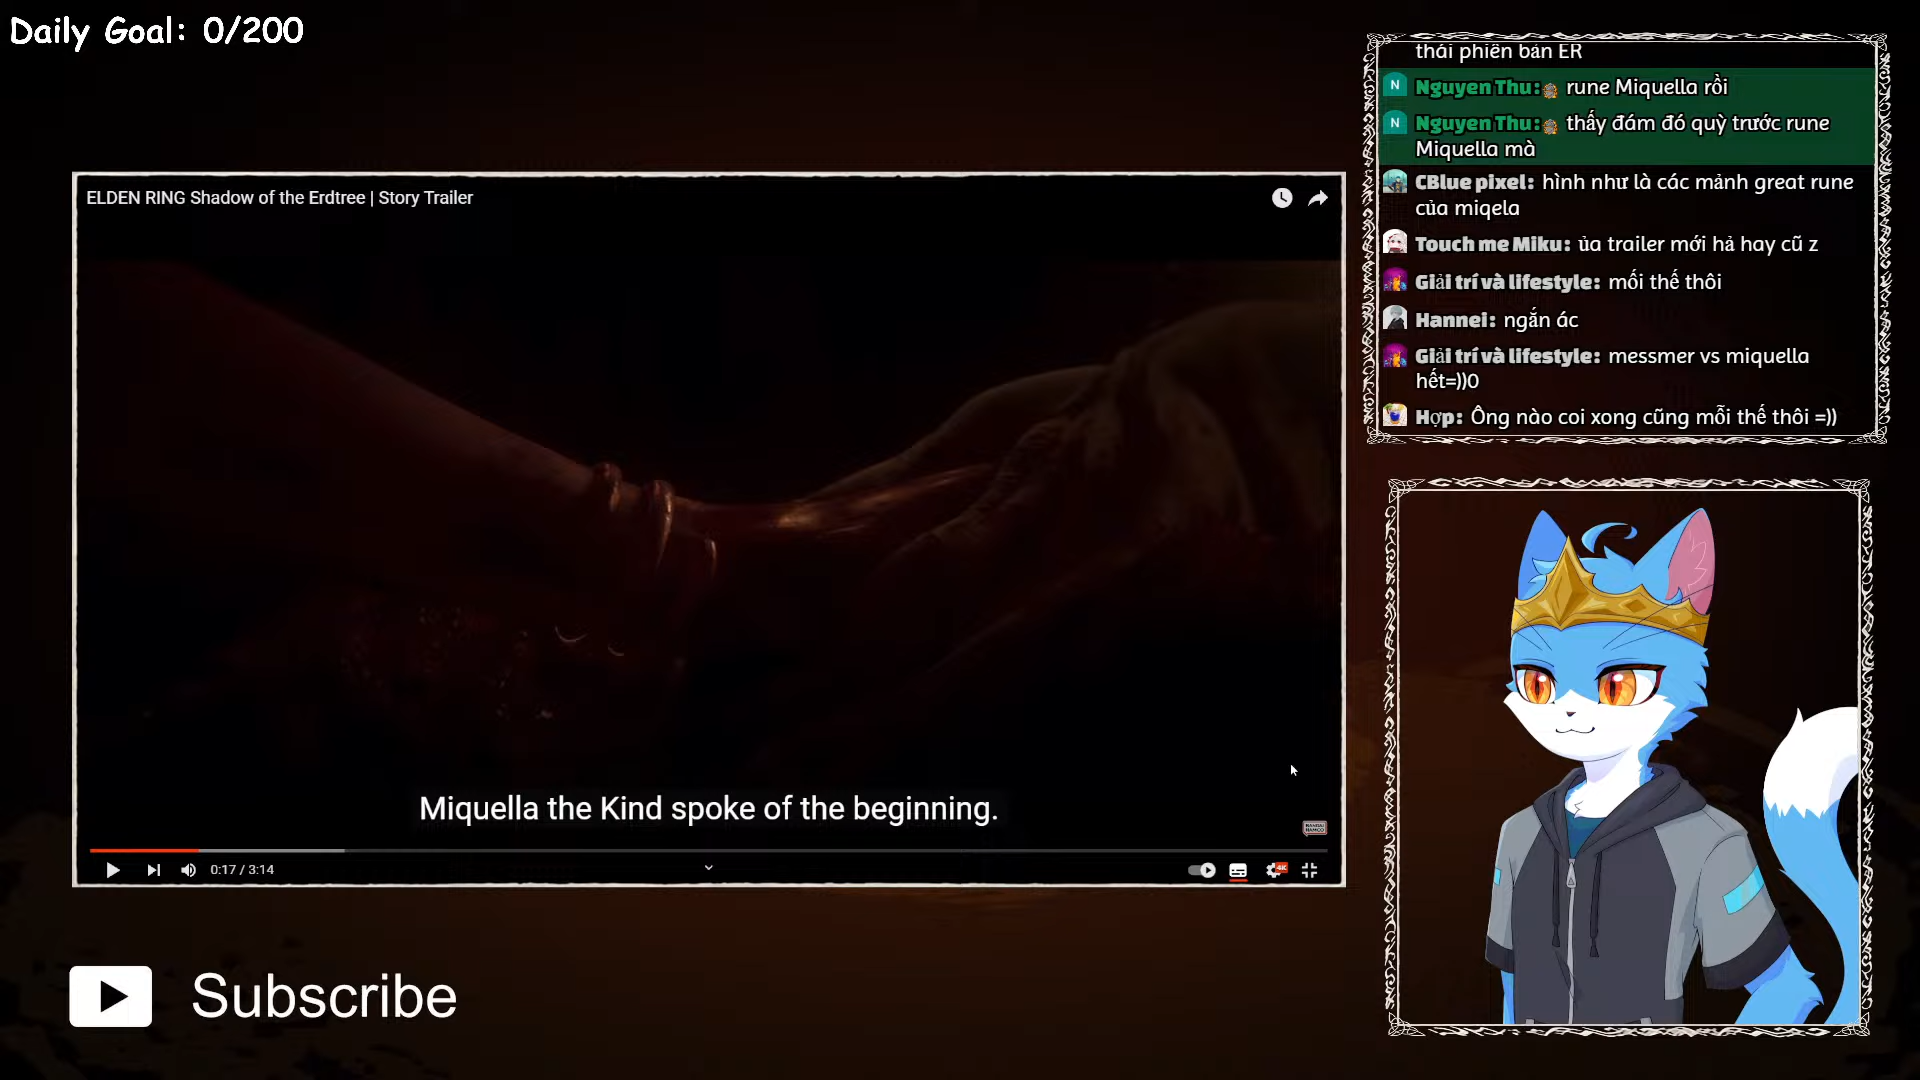 Daily Goal: 0/200
thái phiên bản ER
N Nguyen Thu: rune Miquella rồi
N Nguyen Thu: thấy đám đó quỳ trước rune
Miquella mà
CBlue pixel: hình như là các mảnh great rune
của miqela
Touch me Miku: ủa trailer mới hả hay cũ z
Giải trí và lifestyle: mối thế thôi
Hannei: ngắn ác
Giải trí và lifestyle: messmer vs miquella
hết=))0
Hợp: Ông nào coi xong cũng mỗi thế thôi =))
ELDEN RING Shadow of the Erdtree | Story Trailer
Miquella the Kind spoke of the beginning.
BANDAI
NAMCO
0:17 / 3:14
4K
Subscribe